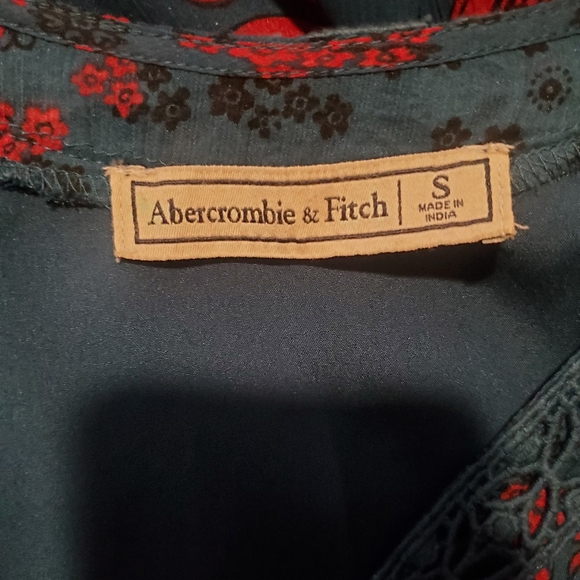 Abercrombie & Fitch
S
MADE IN
INDIA